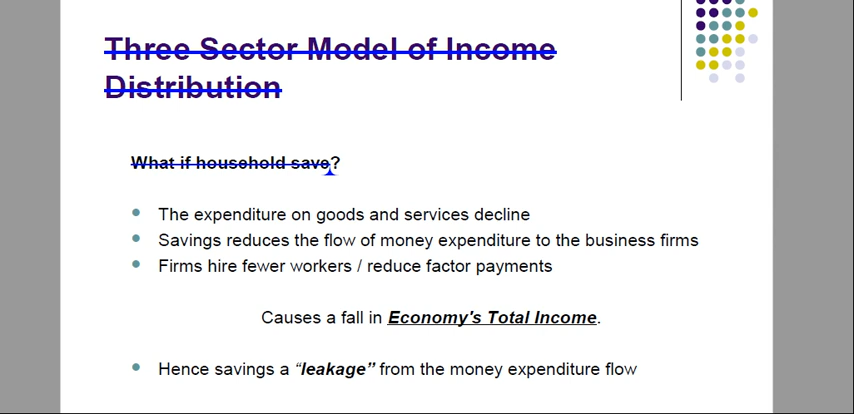 Three Sector Model of Income
Distribution
What if household save?
The expenditure on goods and services decline
Savings reduces the flow of money expenditure to the business firms
Firms hire fewer workers / reduce factor payments
Causes a fall in Economy's Total Income.
Hence savings a “leakage” from the money expenditure flow